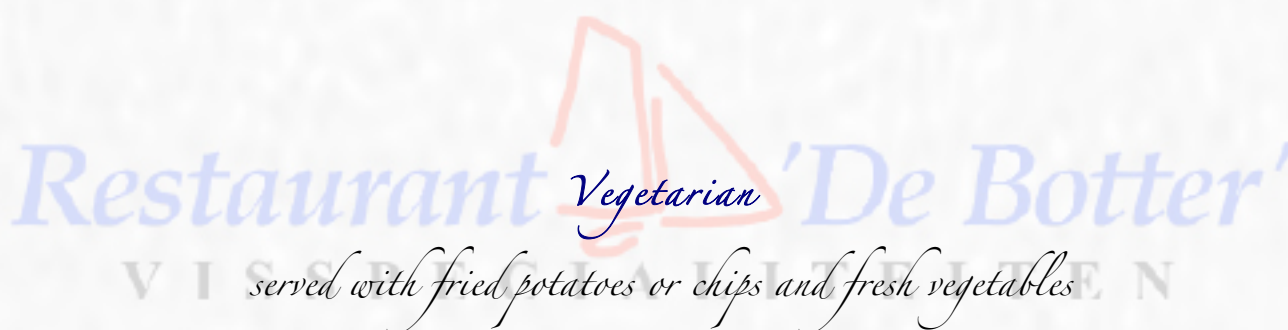 Restaurant 'De Botter'
Vegetarian
VISSPECIALITEITEN
served with fried potatoes or chips and fresh vegetables